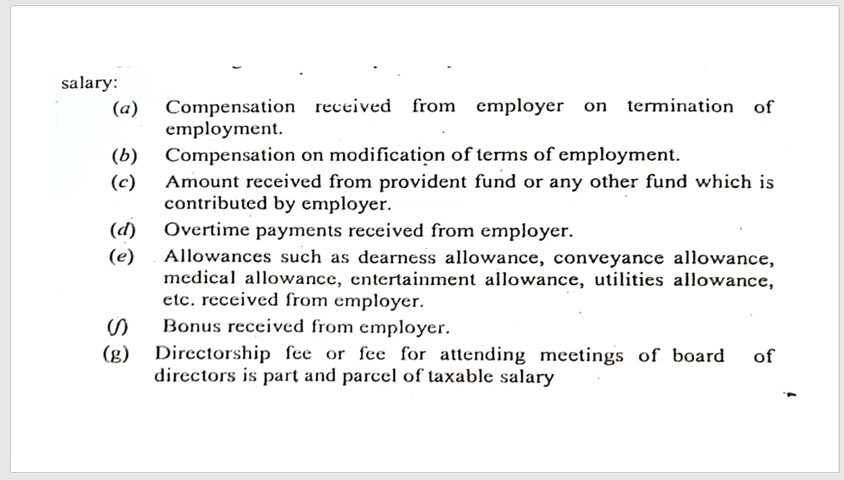 salary:
(a) Compensation received from employer on termination of
employment.
(b) Compensation on modification of terms of employment.
(c) Amount received from provident fund or any other fund which is
contributed by employer.
(d) Overtime payments received from employer.
(e) Allowances such as dearness allowance, conveyance allowance,
medical allowance, entertainment allowance, utilities allowance,
etc. received from employer.
(f) Bonus received from employer.
(g) Directorship fee or fee for attending meetings of board of
directors is part and parcel of taxable salary